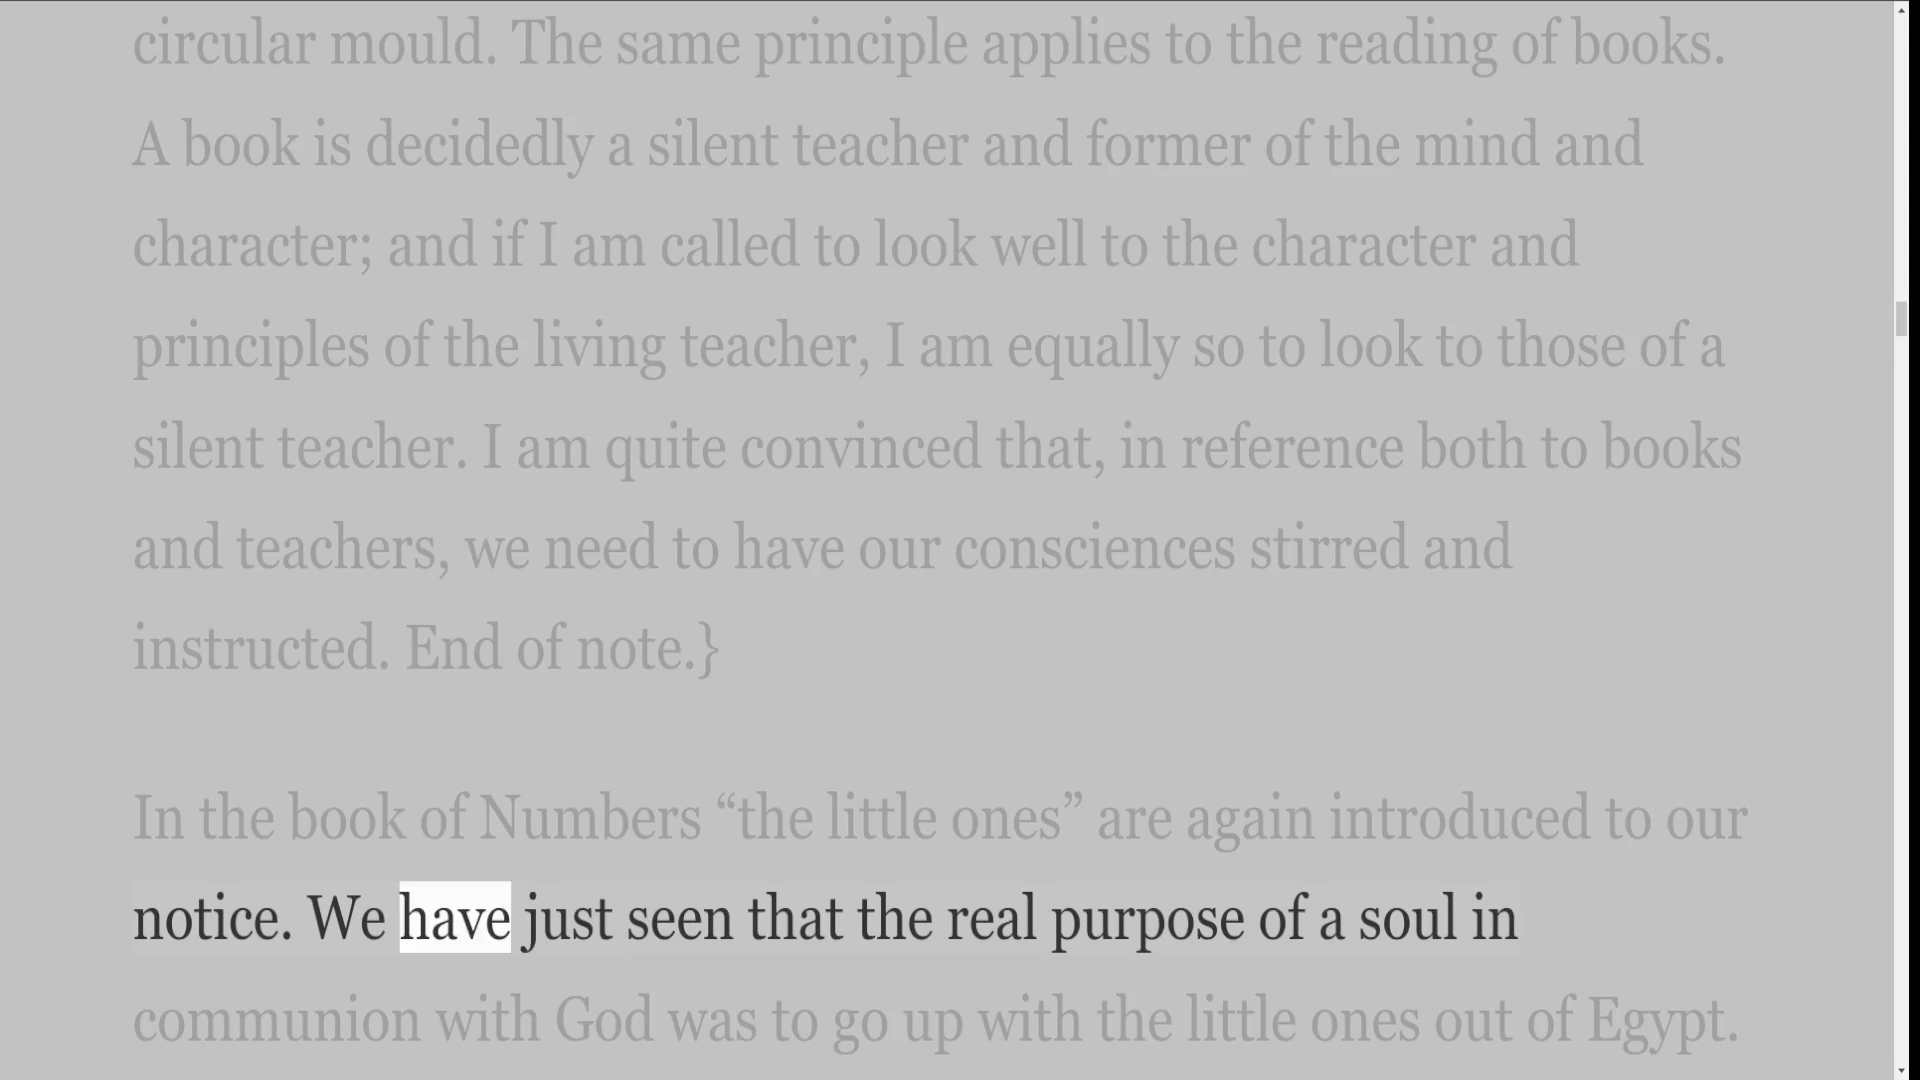 circular mould. The same principle applies to the reading of books.
A book is decidedly a silent teacher and former of the mind and
character; and if I am called to look well to the character and
principles of the living teacher, I am equally so to look to those of a
silent teacher. I am quite convinced that, in reference both to books
and teachers, we need to have our consciences stirred and
instructed. End of note.}
In the book of Numbers “the little ones” are again introduced to our
notice. We have just seen that the real purpose of a soul in
communion with God was to go up with the little ones out of Egypt.